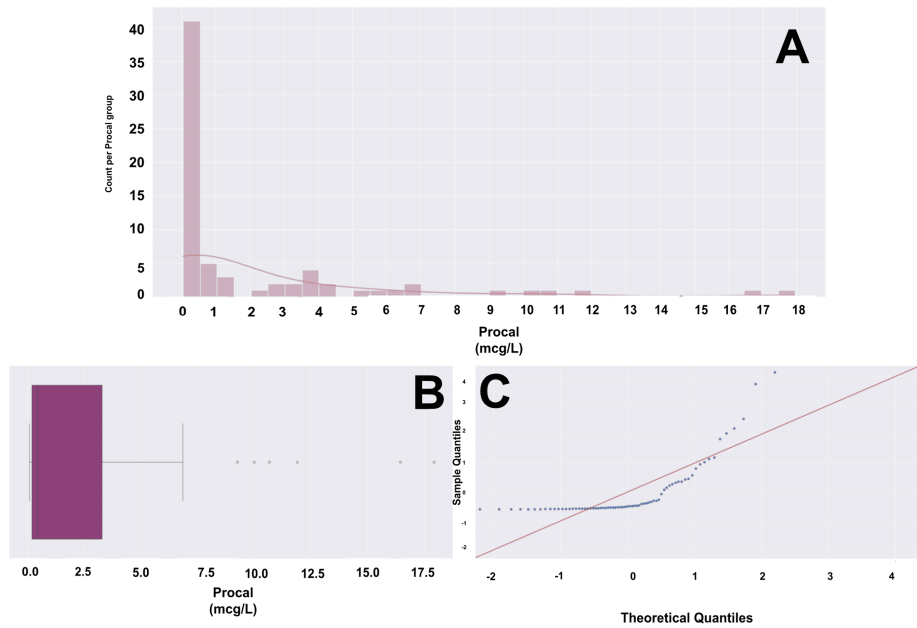 A
Count per Procal group
40
35
30
25
20
15
10
5
0
0 1 2 3 4 5 6 7 8 9 10 11 12 13 14 15 16 17 18
Procal
(mcg/L)
B
0.0 2.5 5.0 7.5 10.0 12.5 15.0 17.5
Procal
(mcg/L)
C
Sample Quantiles
4
3
2
1
0
-1
-2
-2 -1 0 1 2 3 4
Theoretical Quantiles